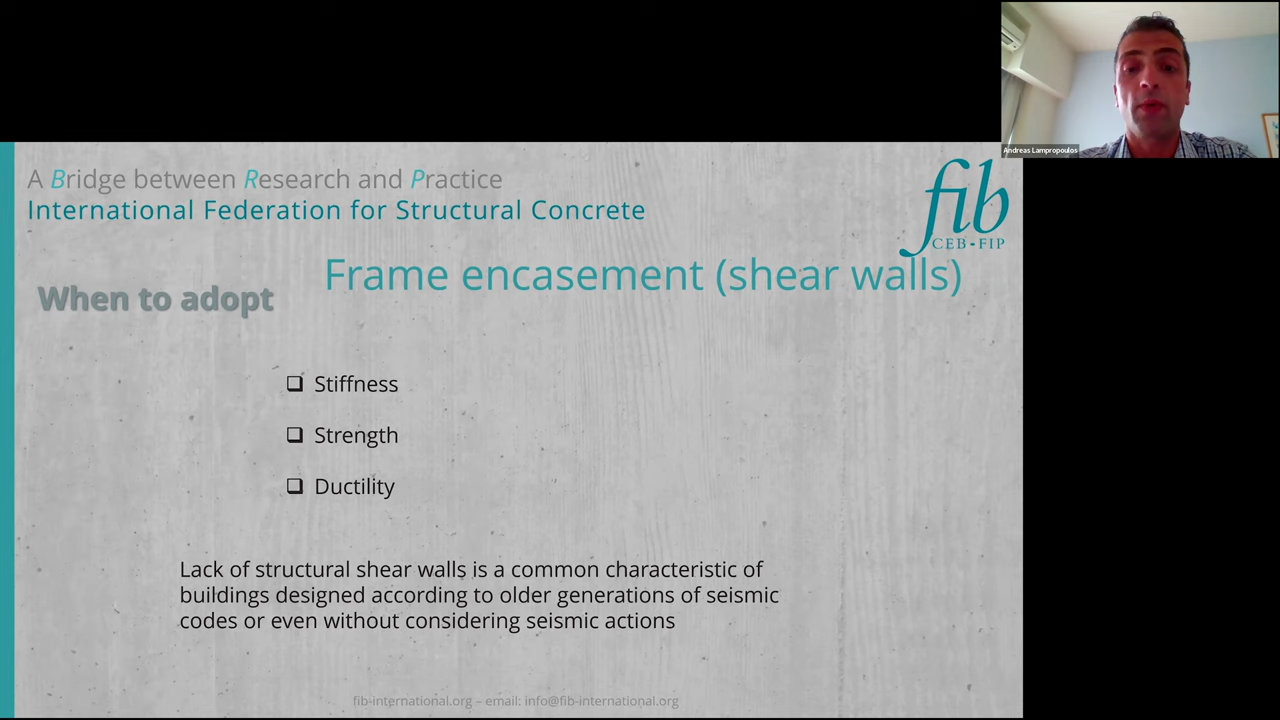 Andreas Lampropoulos
A Bridge between Research and Practice
International Federation for Structural Concrete
fib
CEB-FIP
Frame encasement (shear walls)
When to adopt
Stiffness
Strength
Ductility
Lack of structural shear walls is a common characteristic of
buildings designed according to older generations of seismic
codes or even without considering seismic actions
fib-international.org – email: info@fib-international.org